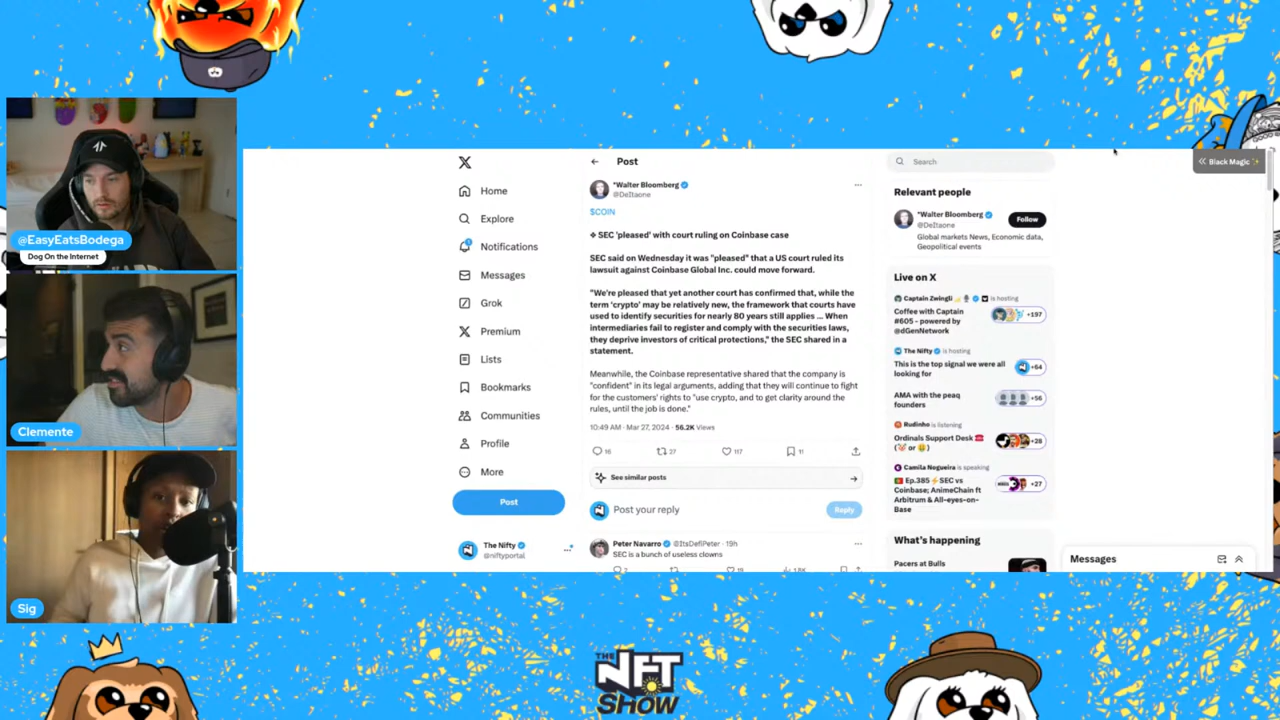 @EasyEatsBodega
Dog On the Internet
Clemente
Sig
Home
Explore
Notifications
Messages
Grok
Premium
Lists
Bookmarks
Communities
Profile
More
Post
The Nifty
@niftyportal
Post
*Walter Bloomberg
@DeItaone
$COIN
❖ SEC 'pleased' with court ruling on Coinbase case
SEC said on Wednesday it was "pleased" that a US court ruled its
lawsuit against Coinbase Global Inc. could move forward.
"We're pleased that yet another court has confirmed that, while the
term 'crypto' may be relatively new, the framework that courts have
used to identify securities for nearly 80 years still applies ... When
intermediaries fail to register and comply with the securities laws,
they deprive investors of critical protections," the SEC shared in a
statement.
Meanwhile, the Coinbase representative shared that the company is
"confident" in its legal arguments, adding that they will continue to fight
for the customers' rights to "use crypto, and to get clarity around the
rules, until the job is done."
10:49 AM · Mar 27, 2024 · 56.2K Views
16 27 117 11
See similar posts
Post your reply
Reply
Peter Navarro @ItsDefiPeter · 19h
SEC is a bunch of useless clowns
Search
Relevant people
*Walter Bloomberg
@DeItaone
Follow
Global markets News, Economic data,
Geopolitical events
Live on X
Captain Zwingli is hosting
Coffee with Captain
#605 - powered by
@dGenNetwork
+197
The Nifty is hosting
This is the top signal we were all
looking for
+64
AMA with the peaq
founders
+56
Rudinho is listening
Ordinals Support Desk
( or )
+28
Camila Nogueira is speaking
Ep.385 ⚡ SEC vs
Coinbase; AnimeChain ft
Arbitrum & All-eyes-on-
Base
+27
What's happening
Pacers at Bulls
Messages
Black Magic
THE
NFT
SHOW